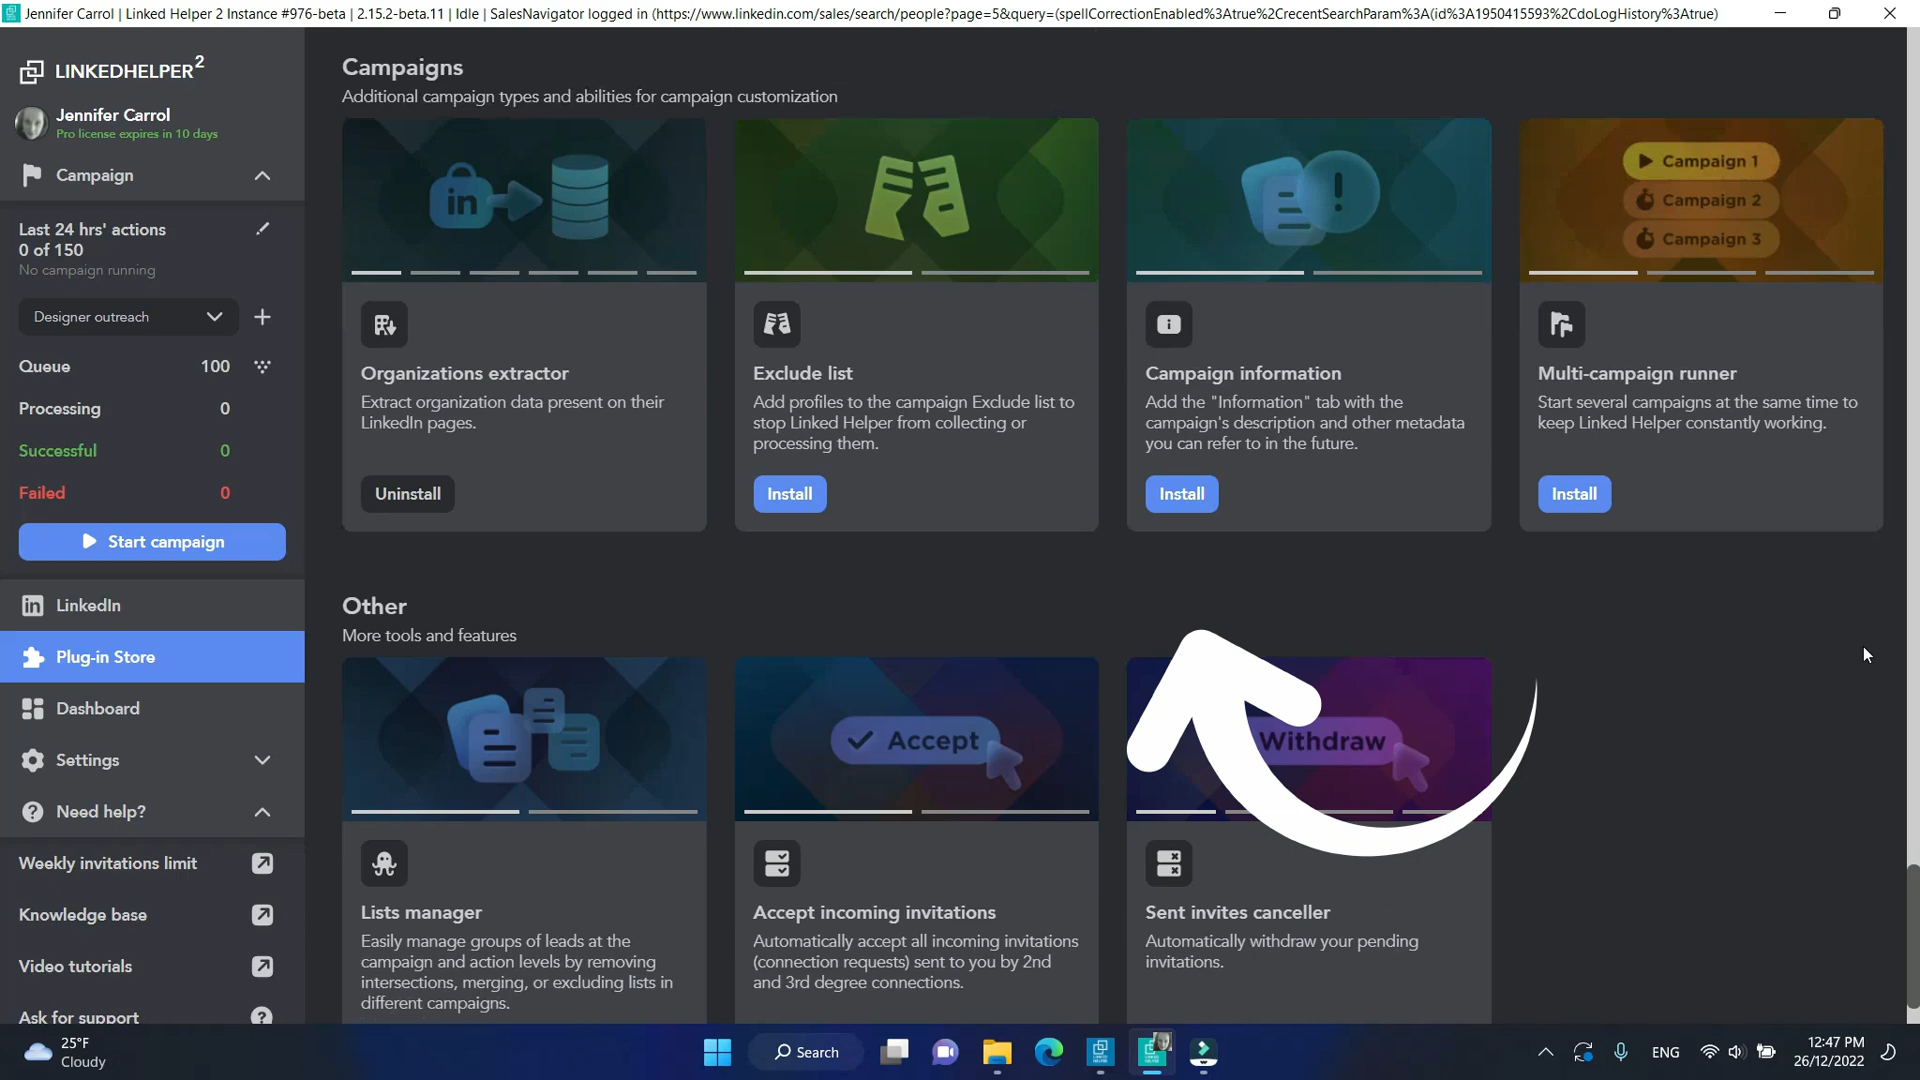 Jennifer Carrol | Linked Helper 2 Instance #976-beta | 2.15.2-beta.11 | Idle | SalesNavigator logged in (https://www.linkedin.com/sales/search/people?page=5&query=(spellCorrectionEnabled%3Atrue%2CrecentSearchParam%3A(id%3A1950415593%2CdoLogHistory%3Atrue)
LINKEDHELPER2
Jennifer Carrol
Pro license expires in 10 days
Campaign
Last 24 hrs' actions
0 of 150
No campaign running
Designer outreach
Queue 100
Processing 0
Successful 0
Failed 0
Start campaign
LinkedIn
Plug-in Store
Dashboard
Settings
Need help?
Weekly invitations limit
Knowledge base
Video tutorials
Ask for support
Campaigns
Additional campaign types and abilities for campaign customization
in
Organizations extractor
Extract organization data present on their
LinkedIn pages.
Uninstall
Exclude list
Add profiles to the campaign Exclude list to
stop Linked Helper from collecting or
processing them.
Install
Campaign information
Add the "Information" tab with the
campaign's description and other metadata
you can refer to in the future.
Install
Campaign 1
Campaign 2
Campaign 3
Multi-campaign runner
Start several campaigns at the same time to
keep Linked Helper constantly working.
Install
Other
More tools and features
Lists manager
Easily manage groups of leads at the
campaign and action levels by removing
intersections, merging, or excluding lists in
different campaigns.
Accept
Accept incoming invitations
Automatically accept all incoming invitations
(connection requests) sent to you by 2nd
and 3rd degree connections.
Withdraw
Sent invites canceller
Automatically withdraw your pending
invitations.
25°F
Cloudy
Search
ENG
12:47 PM
26/12/2022